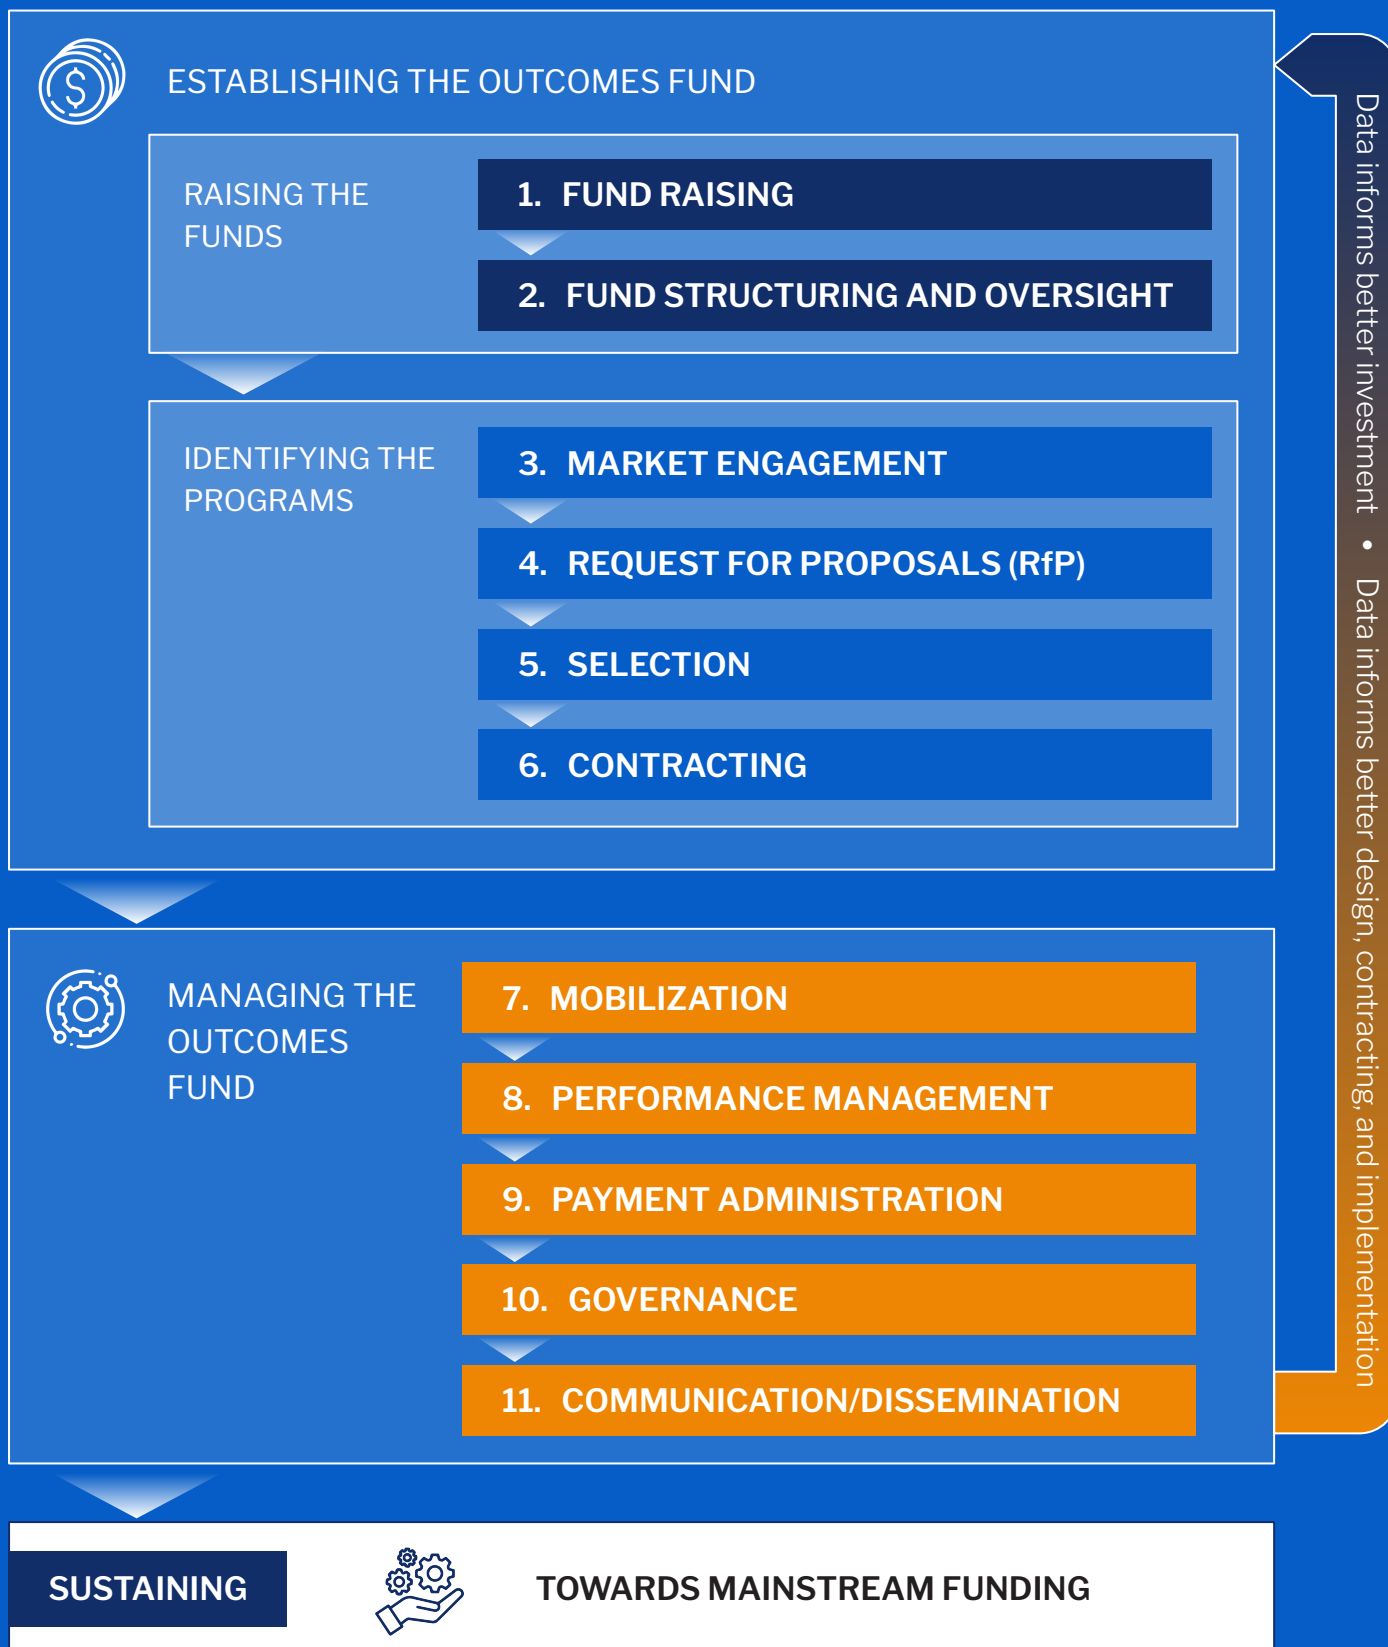 ESTABLISHING THE OUTCOMES FUND
RAISING THE
FUNDS
1. FUND RAISING
2. FUND STRUCTURING AND OVERSIGHT
IDENTIFYING THE
PROGRAMS
3. MARKET ENGAGEMENT
4. REQUEST FOR PROPOSALS (RfP)
5. SELECTION
6. CONTRACTING
MANAGING THE
OUTCOMES
FUND
7. MOBILIZATION
8. PERFORMANCE MANAGEMENT
9. PAYMENT ADMINISTRATION
10. GOVERNANCE
11. COMMUNICATION/DISSEMINATION
Data informs better investment • Data informs better design, contracting, and implementation
SUSTAINING
TOWARDS MAINSTREAM FUNDING